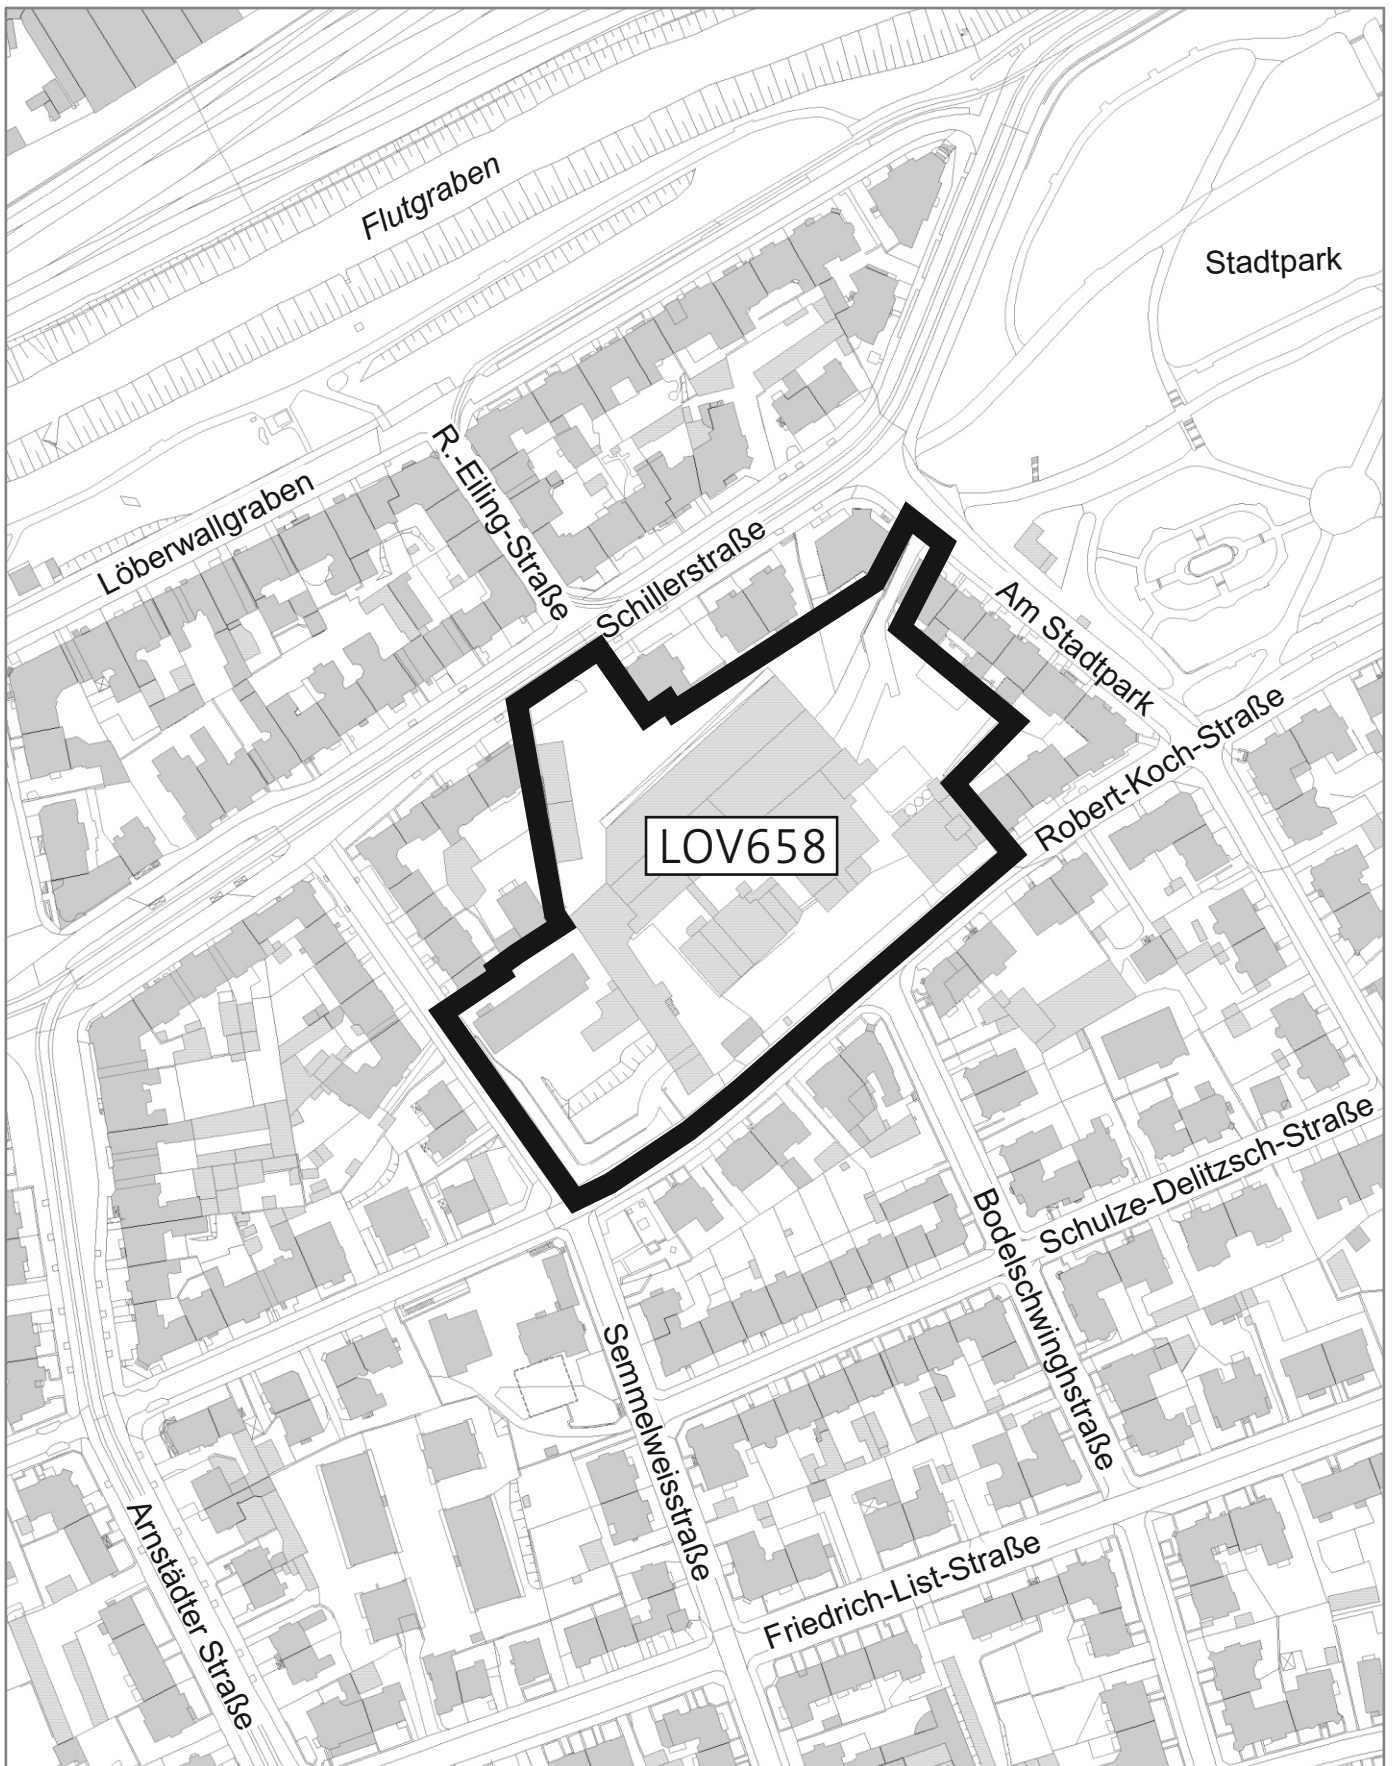 Flutgraben
Stadtpark
R.-Eiling-Straße
Löberwallgraben
Schillerstraße
Am Stadtpark
Robert-Koch-Straße
LOV658
Schulze-Delitzsch-Straße
Bodelschwinghstraße
Semmelweisstraße
Arnstädter Straße
Friedrich-List-Straße